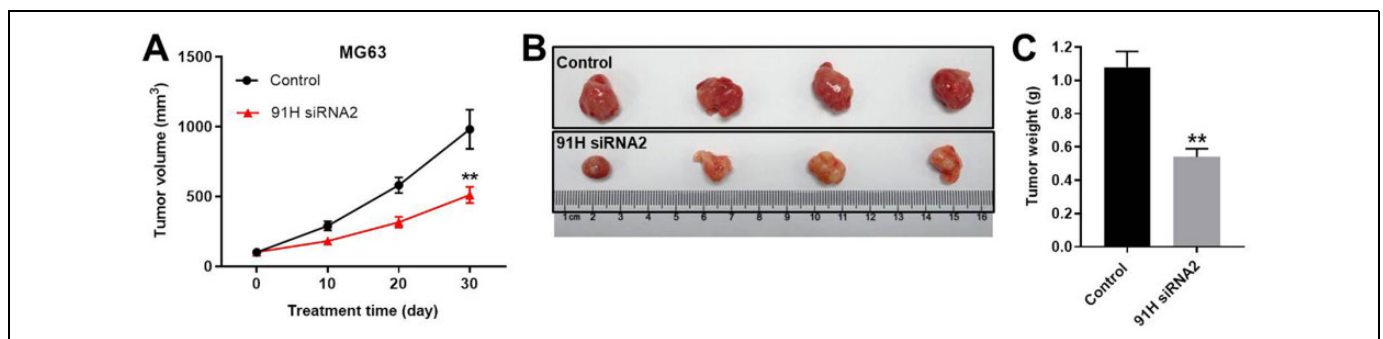 A
MG63
Control
91H siRNA2
Tumor volume (mm³)
1500
1000
500
0
**
0 10 20 30
Treatment time (day)
B
Control
91H siRNA2
1cm 2 3 4 5 6 7 8 9 10 11 12 13 14 15 16
C
Tumor weight (g)
1.2
1.0
0.8
0.6
0.4
0.2
0.0
**
Control
91H siRNA2